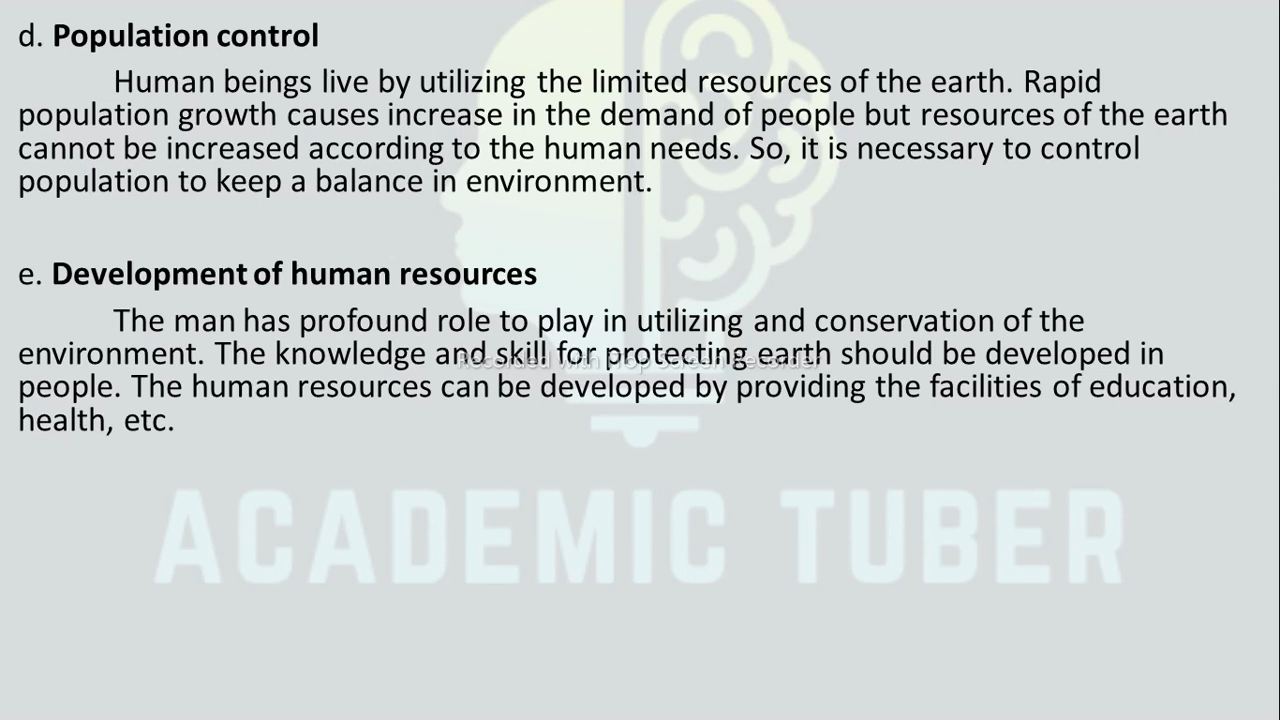 d. Population control
Human beings live by utilizing the limited resources of the earth. Rapid
population growth causes increase in the demand of people but resources of the earth
cannot be increased according to the human needs. So, it is necessary to control
population to keep a balance in environment.
e. Development of human resources
The man has profound role to play in utilizing and conservation of the
environment. The knowledge and skill for protecting earth should be developed in
Recorded with Screen Recorder
people. The human resources can be developed by providing the facilities of education,
health, etc.
ACADEMIC TUBER